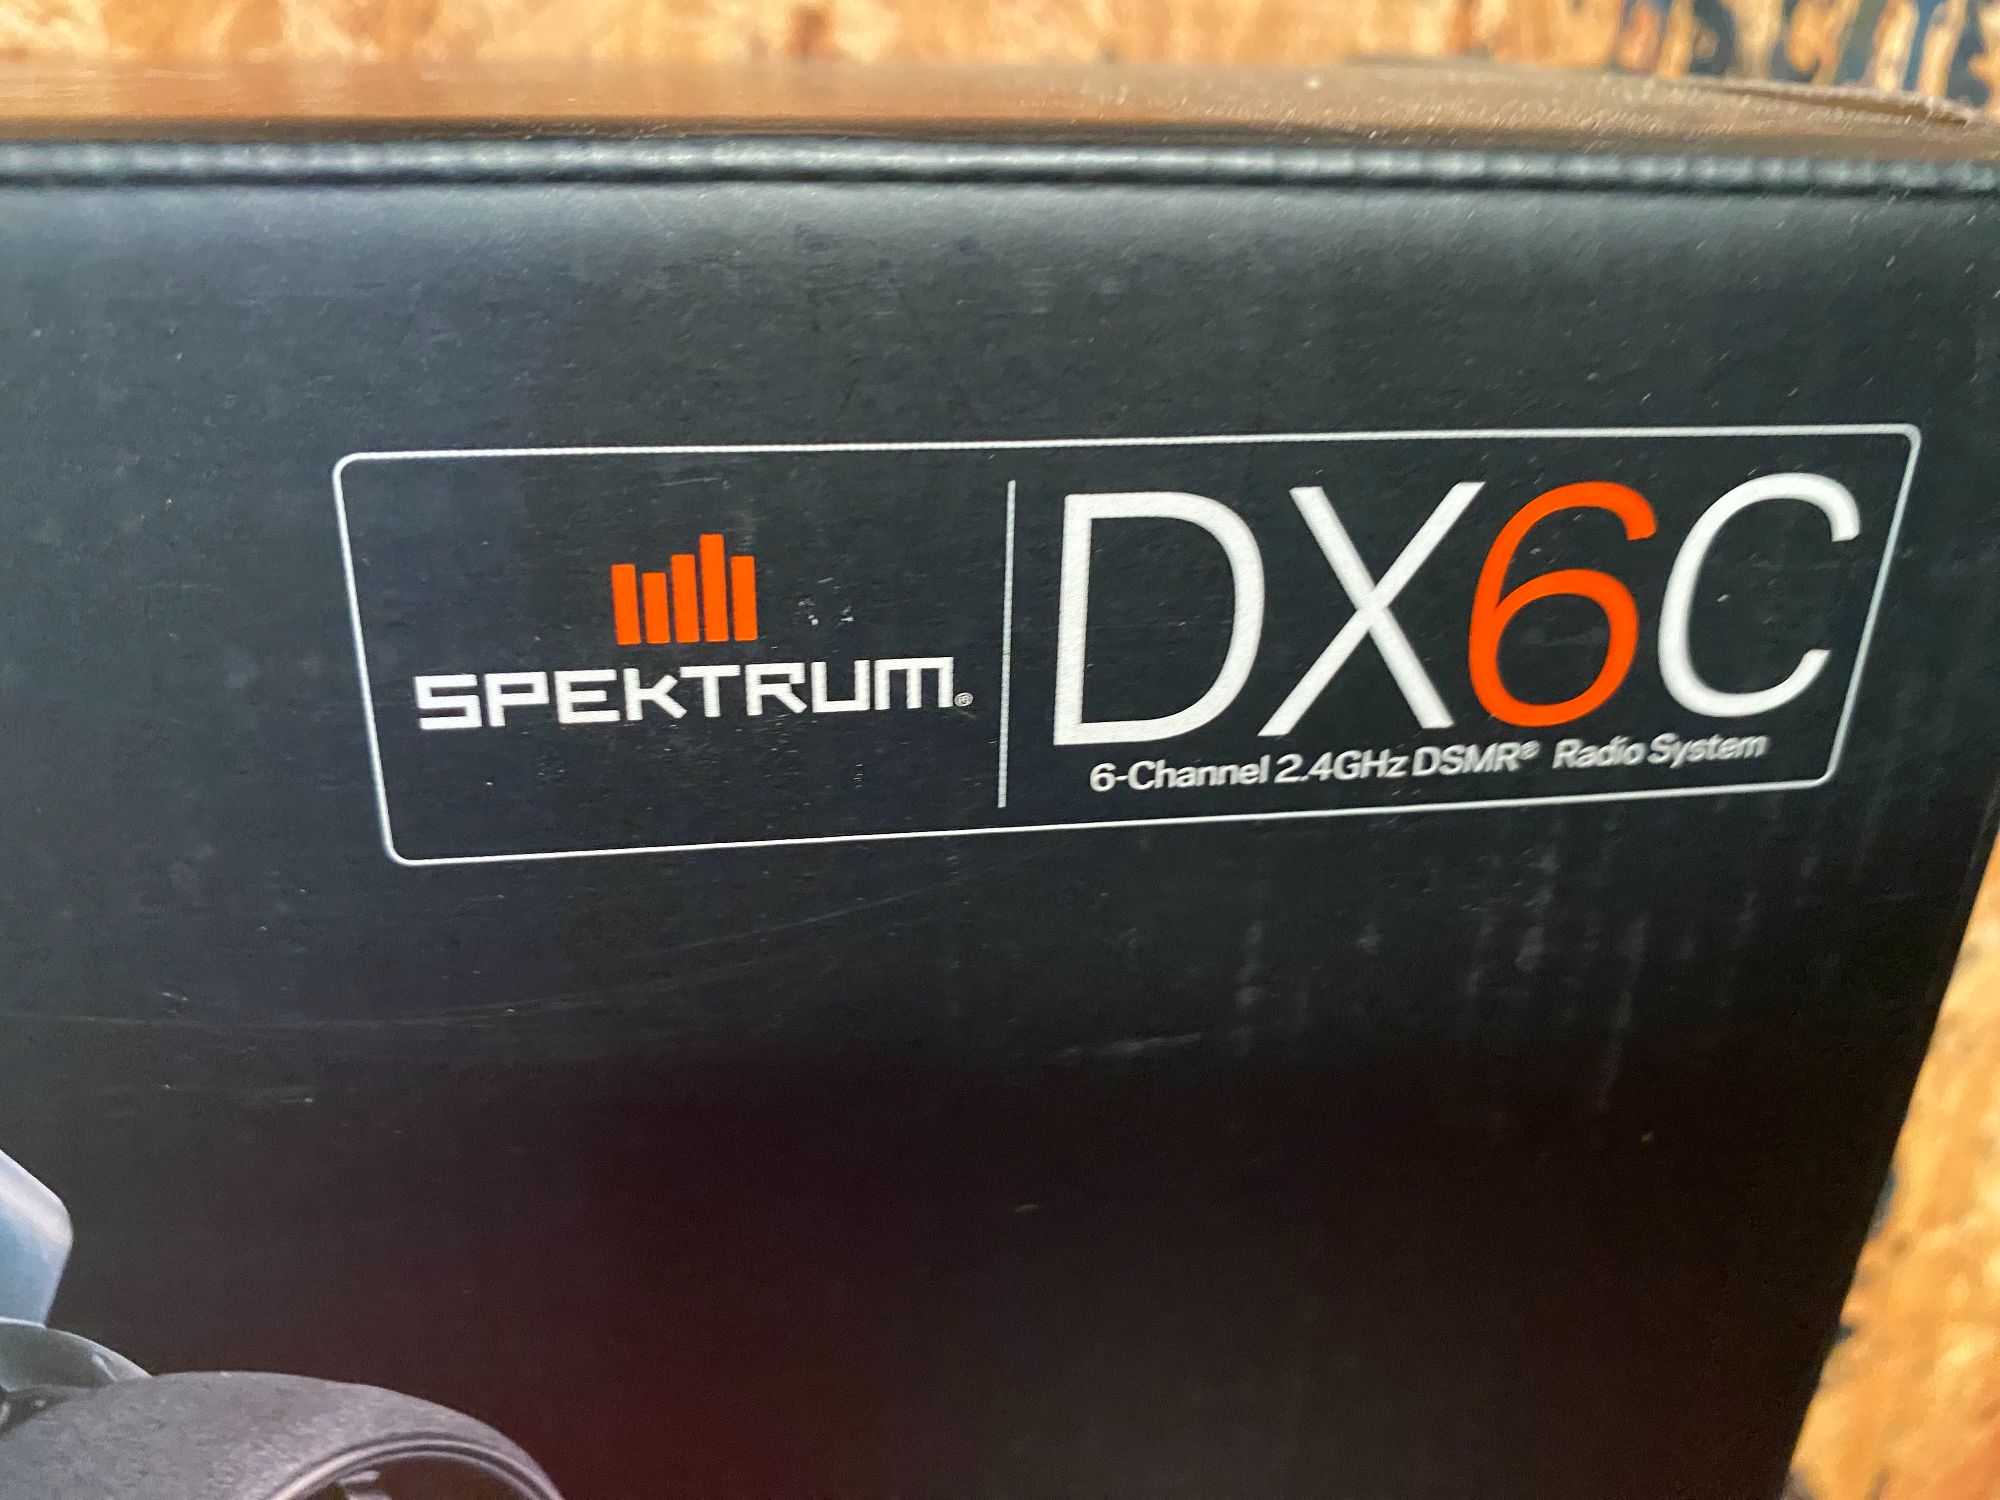 SPEKTRUM®
DX6C
6-Channel 2.4GHz DSMR® Radio System